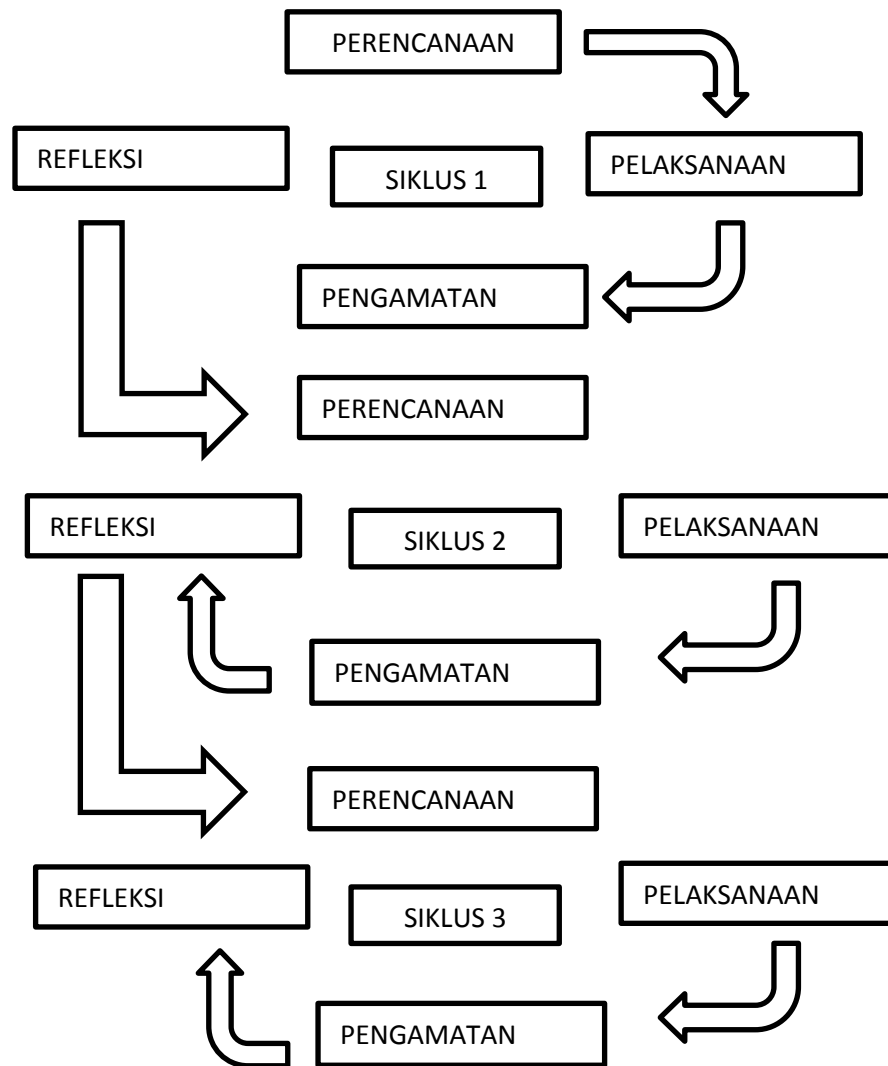 PERENCANAAN
REFLEKSI
SIKLUS 1
PELAKSANAAN
PENGAMATAN
PERENCANAAN
REFLEKSI
SIKLUS 2
PELAKSANAAN
PENGAMATAN
PERENCANAAN
REFLEKSI
SIKLUS 3
PELAKSANAAN
PENGAMATAN